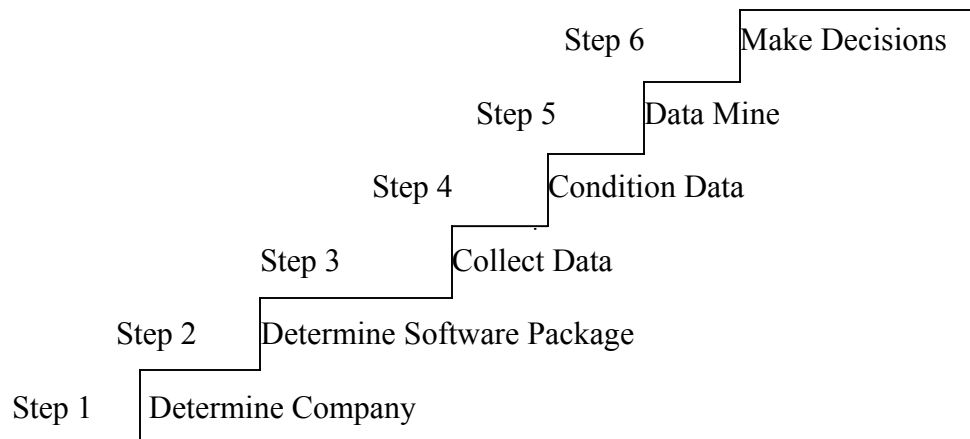 Step 6 Make Decisions
Step 5 Data Mine
Step 4 Condition Data
Step 3 Collect Data
Step 2 Determine Software Package
Step 1 Determine Company